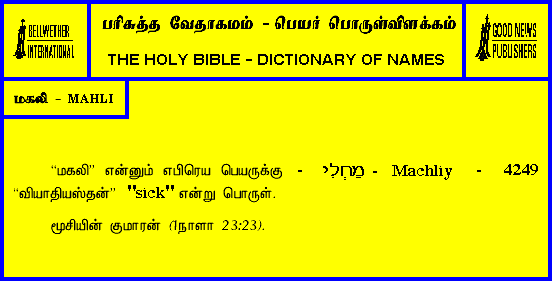 BELLWETHER
INTERNATIONAL
பரிசுத்த வேதாகமம் - பெயர் பொருள்விளக்கம்
THE HOLY BIBLE - DICTIONARY OF NAMES
GOOD NEWS
PUBLISHERS
மகலி - MAHLI
“மகலி” என்னும் எபிரெய பெயருக்கு - מַחְלִי - Machliy - 4249
“வியாதியஸ்தன்” "sick" என்று பொருள்.
மூசியின் குமாரன் (1நாளா 23:23).